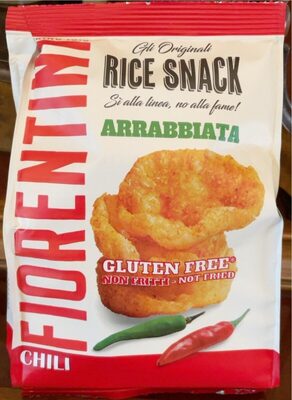 Gli Originali
RICE SNACK
Sì alla linea, no alla fame!
ARRABBIATA
FIORENTINI
GLUTEN FREE*
NON FRITTI - NOT FRIED
CHILI